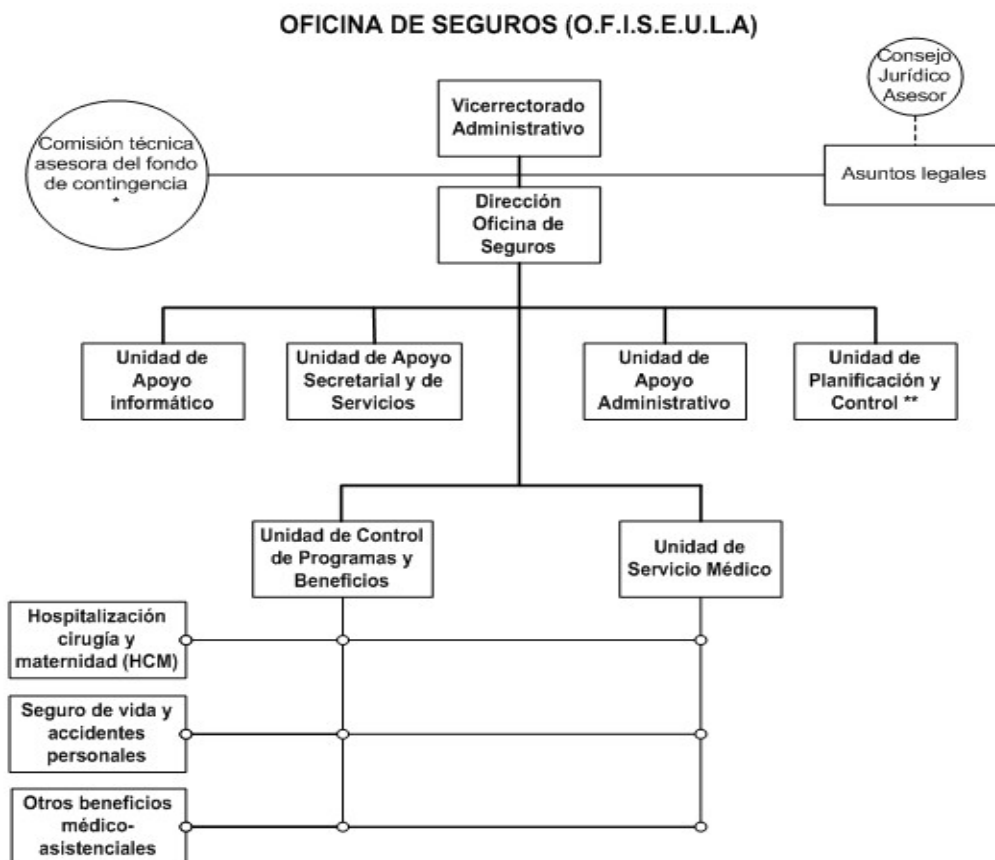 OFICINA DE SEGUROS (O.F.I.S.E.U.L.A)
Consejo
Jurídico
Asesor
Vicerrectorado
Administrativo
Comisión técnica
asesora del fondo
de contingencia
*
Asuntos legales
Dirección
Oficina de
Seguros
Unidad de
Apoyo
informático
Unidad de Apoyo
Secretarial y de
Servicios
Unidad de
Apoyo
Administrativo
Unidad de
Planificación y
Control **
Unidad de Control
de Programas y
Beneficios
Unidad de
Servicio Médico
Hospitalización
cirugía y
maternidad (HCM)
Seguro de vida y
accidentes
personales
Otros beneficios
médico-
asistenciales